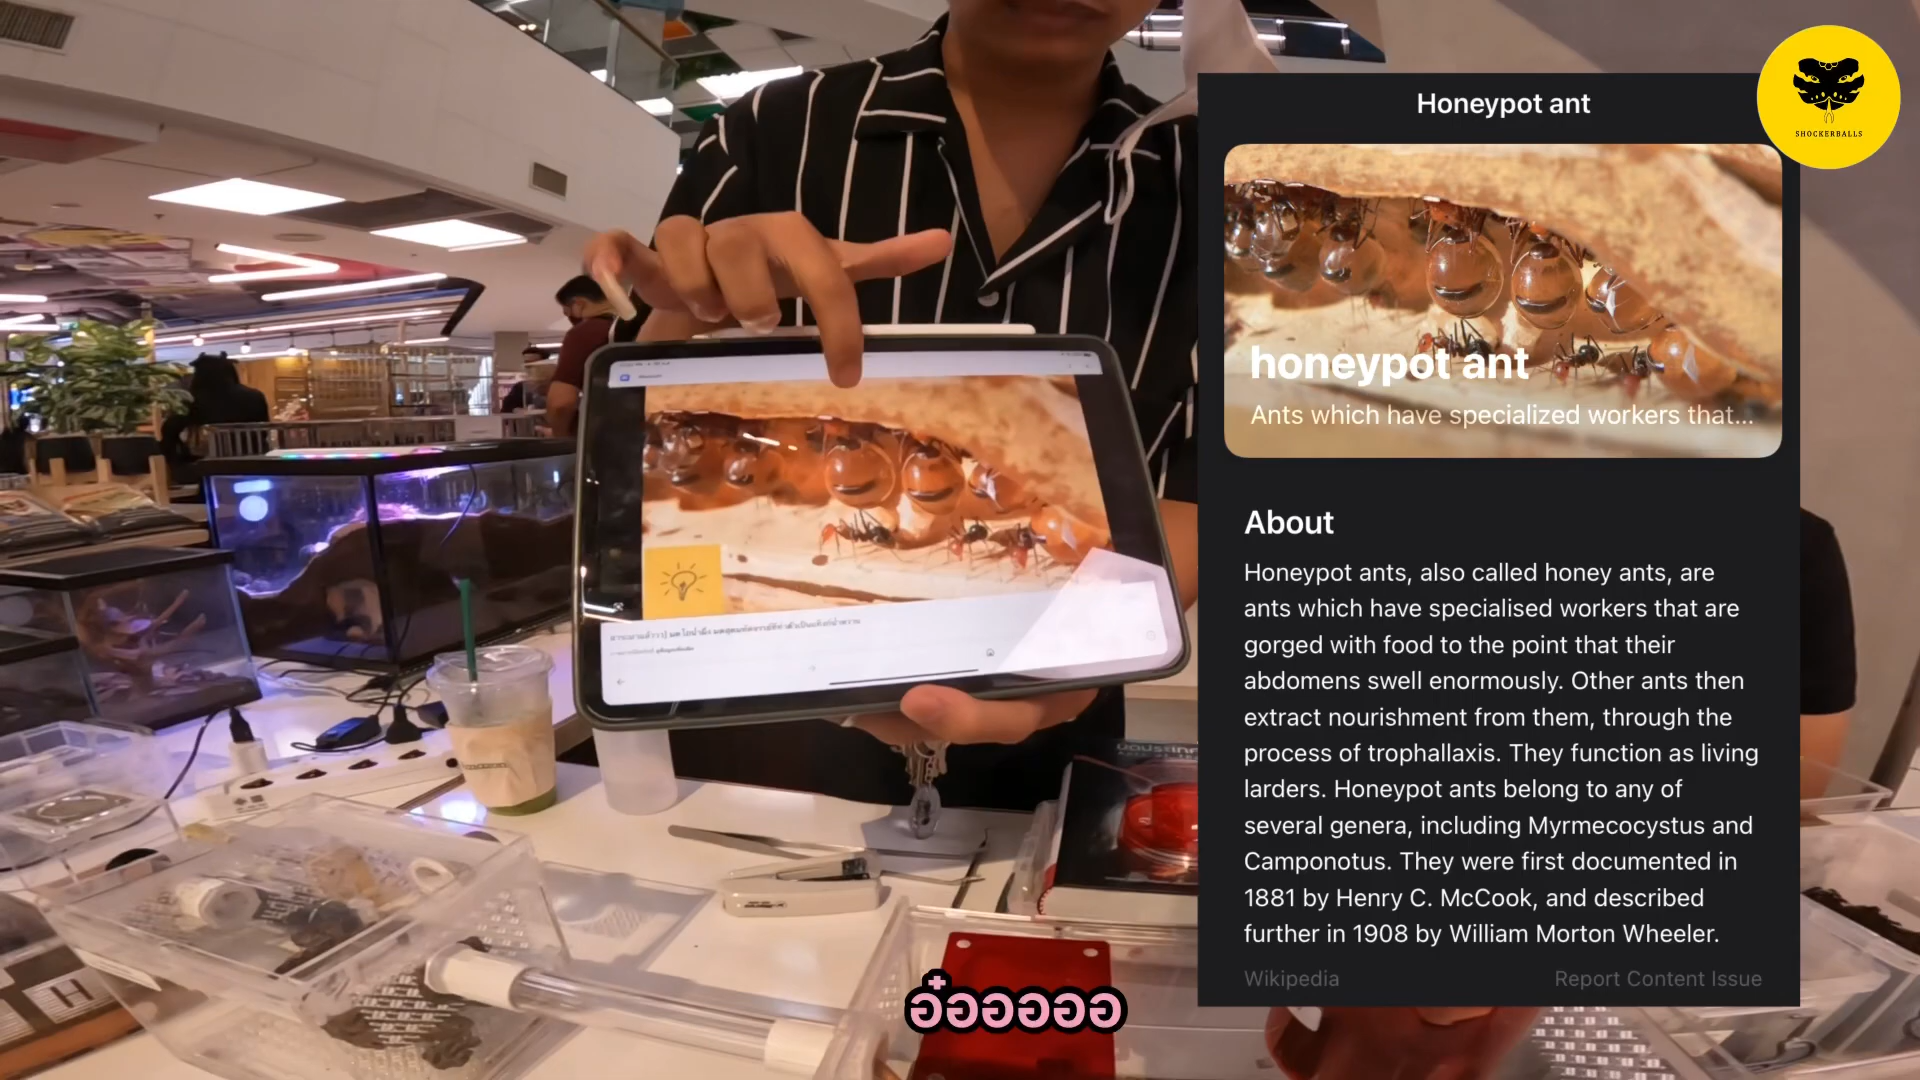 Honeypot ant
SHOCKERBALLS
honeypot ant
Ants which have specialized workers that...
About
Honeypot ants, also called honey ants, are
ants which have specialised workers that are
gorged with food to the point that their
abdomens swell enormously. Other ants then
extract nourishment from them, through the
process of trophallaxis. They function as living
larders. Honeypot ants belong to any of
several genera, including Myrmecocystus and
Camponotus. They were first documented in
1881 by Henry C. McCook, and described
further in 1908 by William Morton Wheeler.
Wikipedia
Report Content Issue
H
อ๋ออออออ